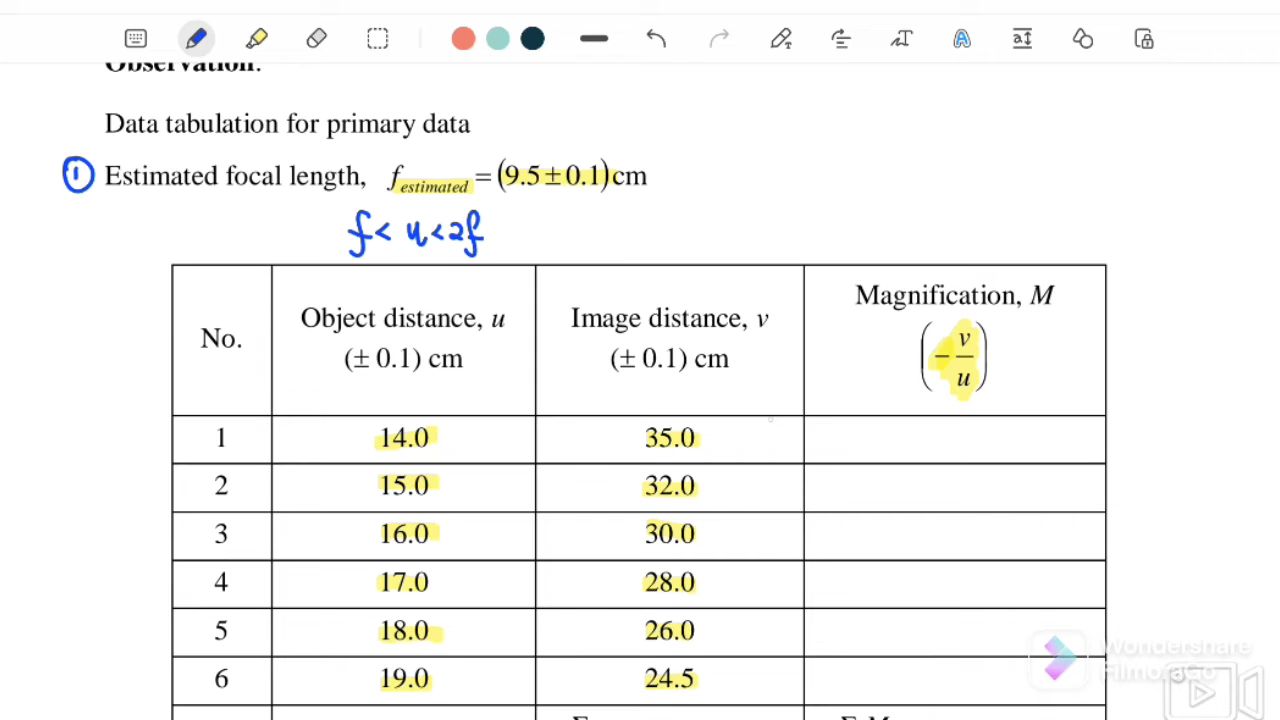 Observation:
Data tabulation for primary data
① Estimated focal length, f estimated = (9.5 ± 0.1) cm
f < u < 2f
No. Object distance, u (± 0.1) cm Image distance, v (± 0.1) cm Magnification, M (− v/u)
1 14.0 35.0
2 15.0 32.0
3 16.0 30.0
4 17.0 28.0
5 18.0 26.0
6 19.0 24.5
Wondershare
FilmoraGo